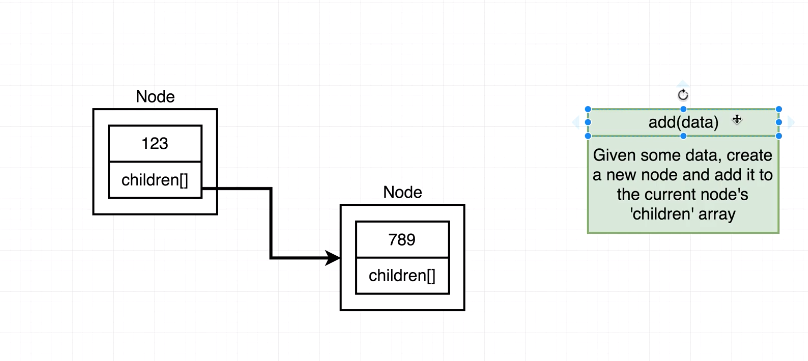 Node
123
children[]
Node
789
children[]
add(data)
Given some data, create
a new node and add it to
the current node's
'children' array